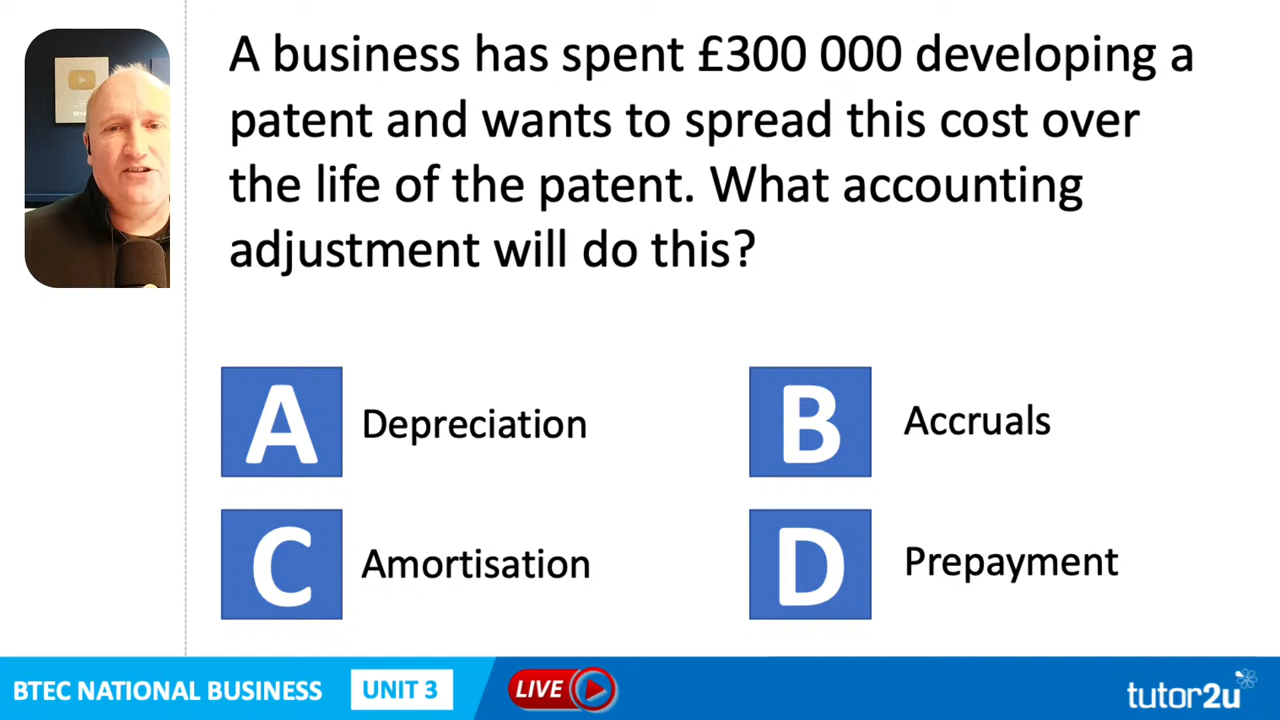 A business has spent £300 000 developing a
patent and wants to spread this cost over
the life of the patent. What accounting
adjustment will do this?
A Depreciation
B Accruals
C Amortisation
D Prepayment
BTEC NATIONAL BUSINESS UNIT 3 LIVE tutor2u